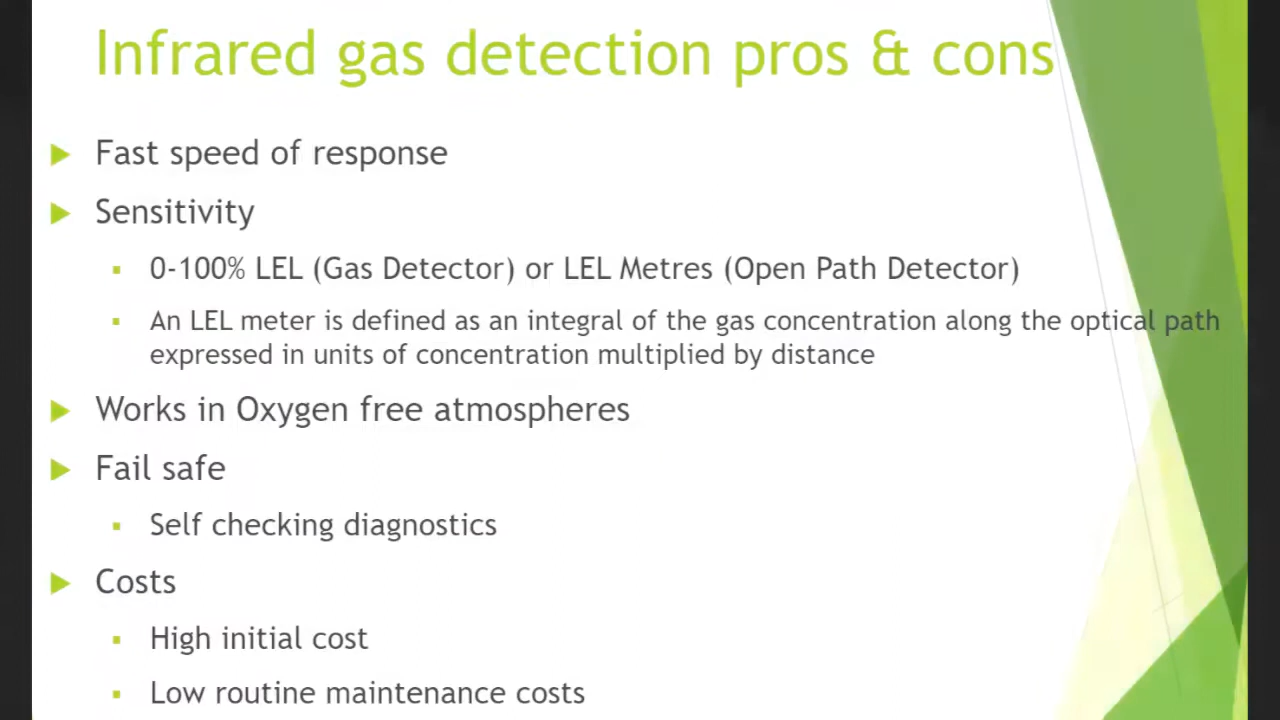 Infrared gas detection pros & cons
Fast speed of response
Sensitivity
0-100% LEL (Gas Detector) or LEL Metres (Open Path Detector)
An LEL meter is defined as an integral of the gas concentration along the optical path
expressed in units of concentration multiplied by distance
Works in Oxygen free atmospheres
Fail safe
Self checking diagnostics
Costs
High initial cost
Low routine maintenance costs